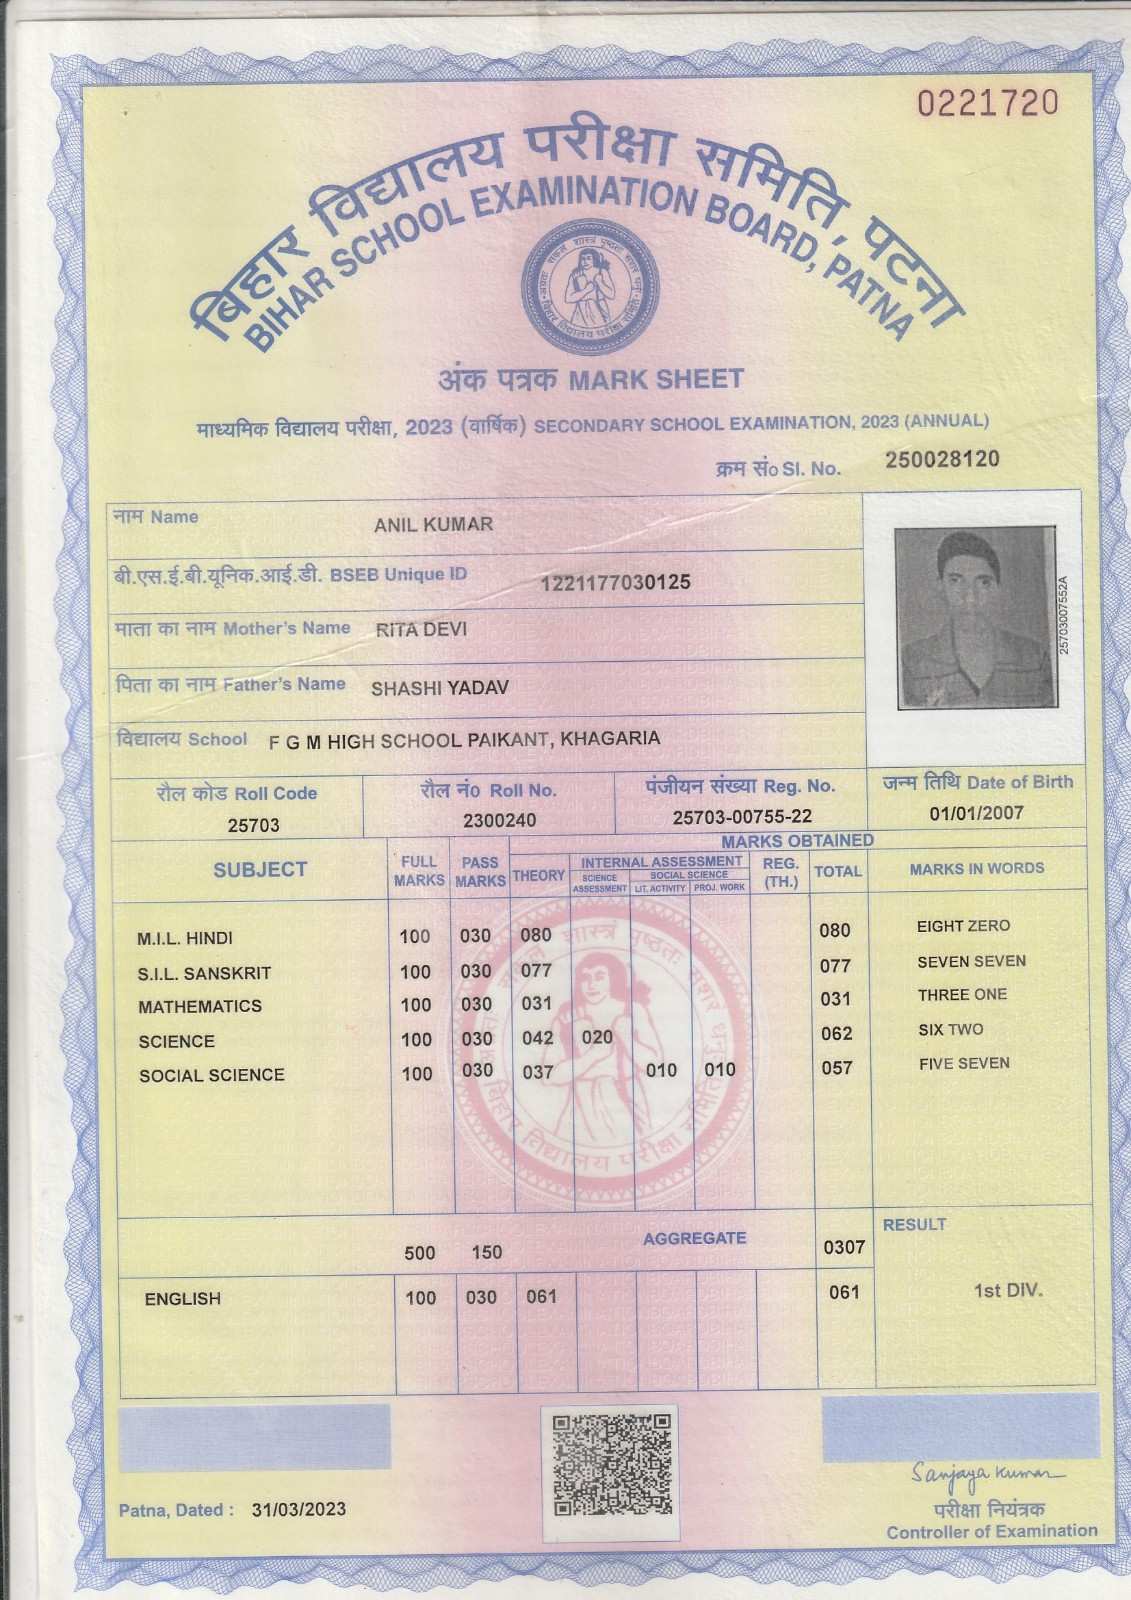 0221720
बिहार विद्यालय परीक्षा समिति, पटना
BIHAR SCHOOL EXAMINATION BOARD, PATNA
अंक पत्रक MARK SHEET
माध्यमिक विद्यालय परीक्षा, 2023 (वार्षिक) SECONDARY SCHOOL EXAMINATION, 2023 (ANNUAL)
क्रम सं० Sl. No. 250028120
नाम Name ANIL KUMAR
बी.एस.ई.बी.यूनिक.आई.डी. BSEB Unique ID 1221177030125
माता का नाम Mother's Name RITA DEVI
पिता का नाम Father's Name SHASHI YADAV
विद्यालय School F G M HIGH SCHOOL PAIKANT, KHAGARIA
25703007552A
रौल कोड Roll Code रौल नं० Roll No. पंजीयन संख्या Reg. No. जन्म तिथि Date of Birth
25703 2300240 25703-00755-22 01/01/2007
SUBJECT FULL MARKS PASS MARKS MARKS OBTAINED
THEORY INTERNAL ASSESSMENT REG. (TH.) TOTAL MARKS IN WORDS
SCIENCE ASSESSMENT SOCIAL SCIENCE
LIT. ACTIVITY PROJ. WORK
M.I.L. HINDI 100 030 080 080 EIGHT ZERO
S.I.L. SANSKRIT 100 030 077 077 SEVEN SEVEN
MATHEMATICS 100 030 031 031 THREE ONE
SCIENCE 100 030 042 020 062 SIX TWO
SOCIAL SCIENCE 100 030 037 010 010 057 FIVE SEVEN
बिहार विद्यालय परीक्षा समिति
500 150 AGGREGATE 0307 RESULT
1st DIV.
ENGLISH 100 030 061 061
Sanjaya Kumar
Patna, Dated : 31/03/2023
परीक्षा नियंत्रक
Controller of Examination